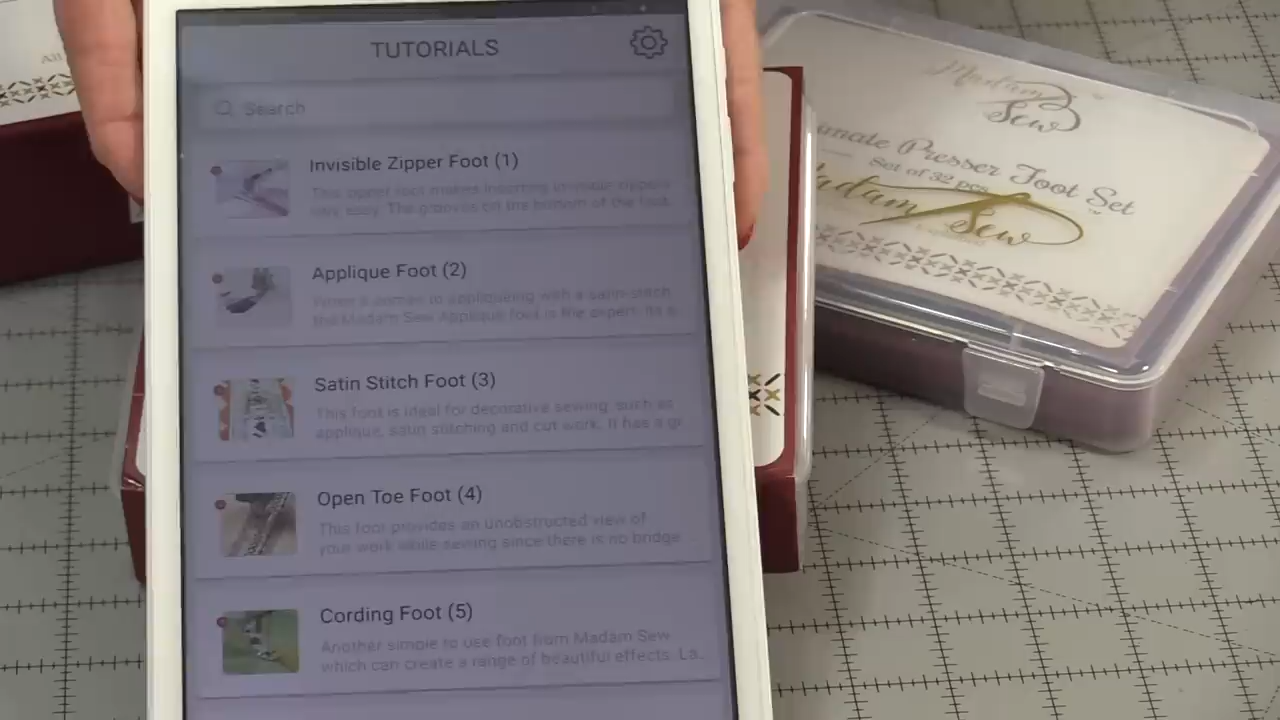 TUTORIALS
Search
Invisible Zipper Foot (1)
This zipper foot makes inserting invisible zippers
very easy. The grooves on the bottom of the foot
Applique Foot (2)
When it comes to appliqueing with a satin stitch
the Madam Sew Applique foot is the expert. Its
Satin Stitch Foot (3)
This foot is ideal for decorative sewing, such as
applique, satin stitching and cut work. It has a
Open Toe Foot (4)
This foot provides an unobstructed view of
your work while sewing since there is no bridge
Cording Foot (5)
Another simple to use foot from Madam Sew
which can create a range of beautiful effects. La...
Madam
Sew
imate Presser Foot Set
Set of 32 pcs
adam
Sew